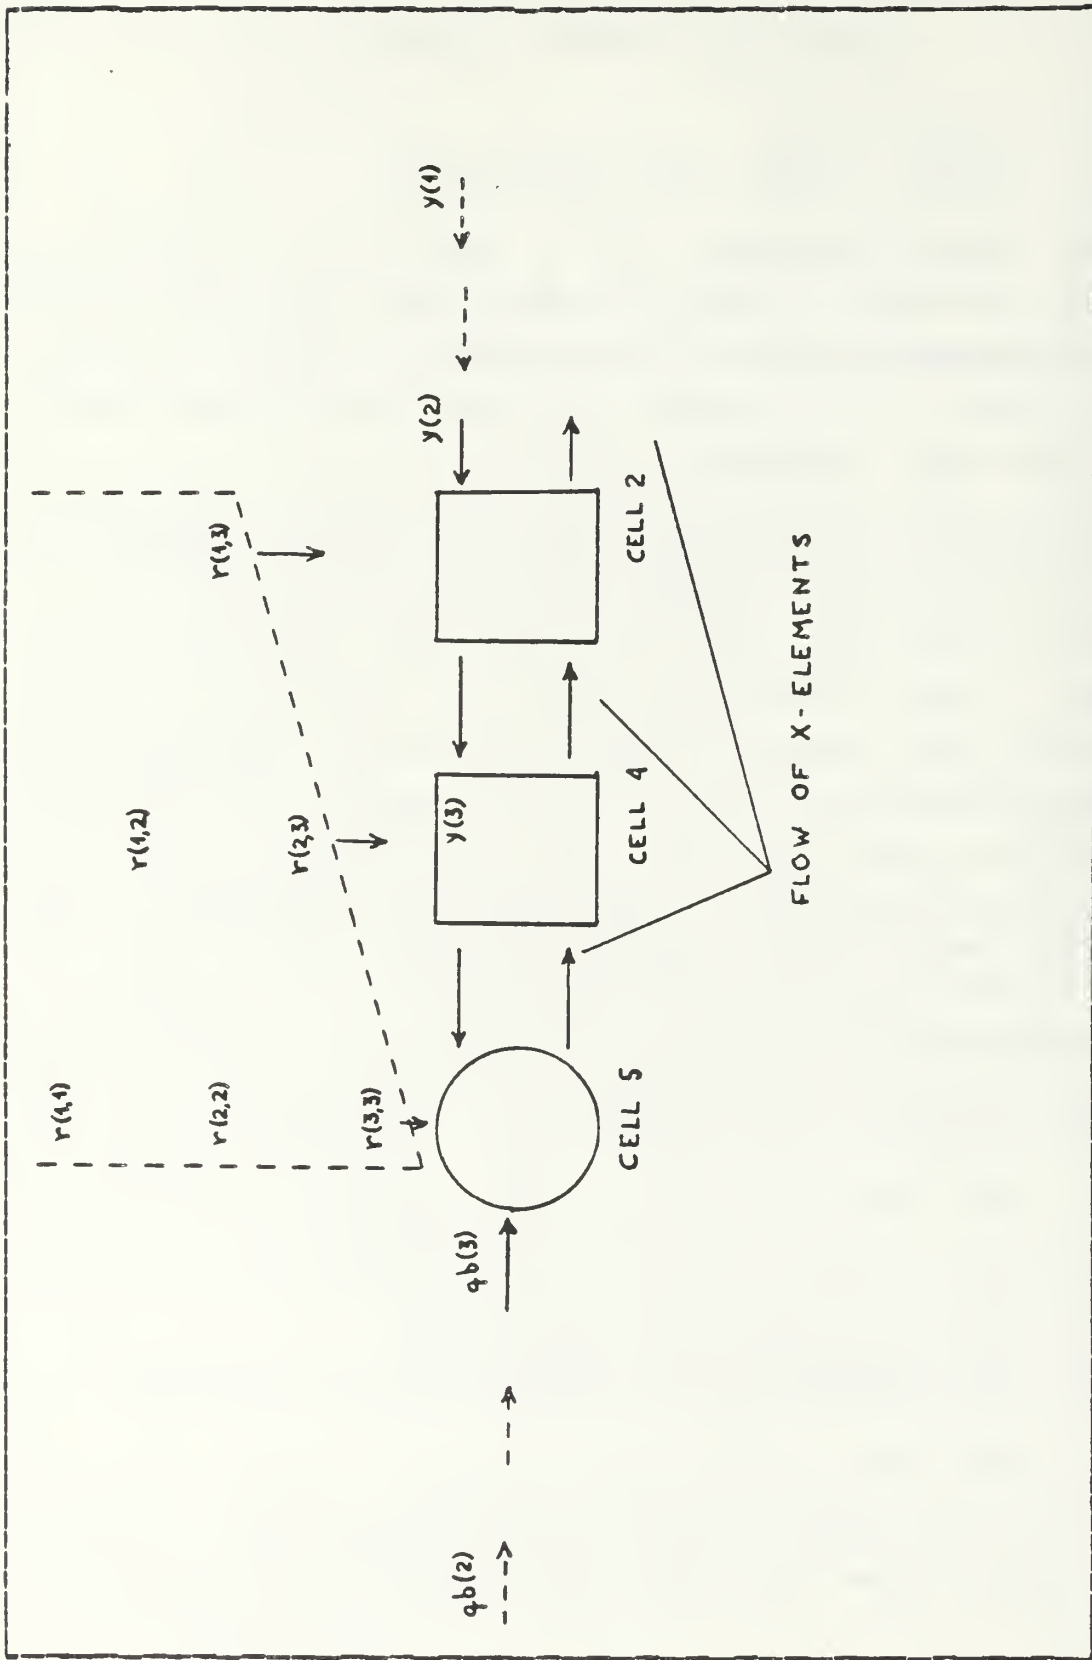 r(1,1)
r(1,2)
r(2,2)
r(1,3)
r(2,3)
r(3,3)
qb(2)
qb(3)
y(3)
y(2)
y(1)
CELL 5
CELL 4
CELL 2
FLOW OF X-ELEMENTS